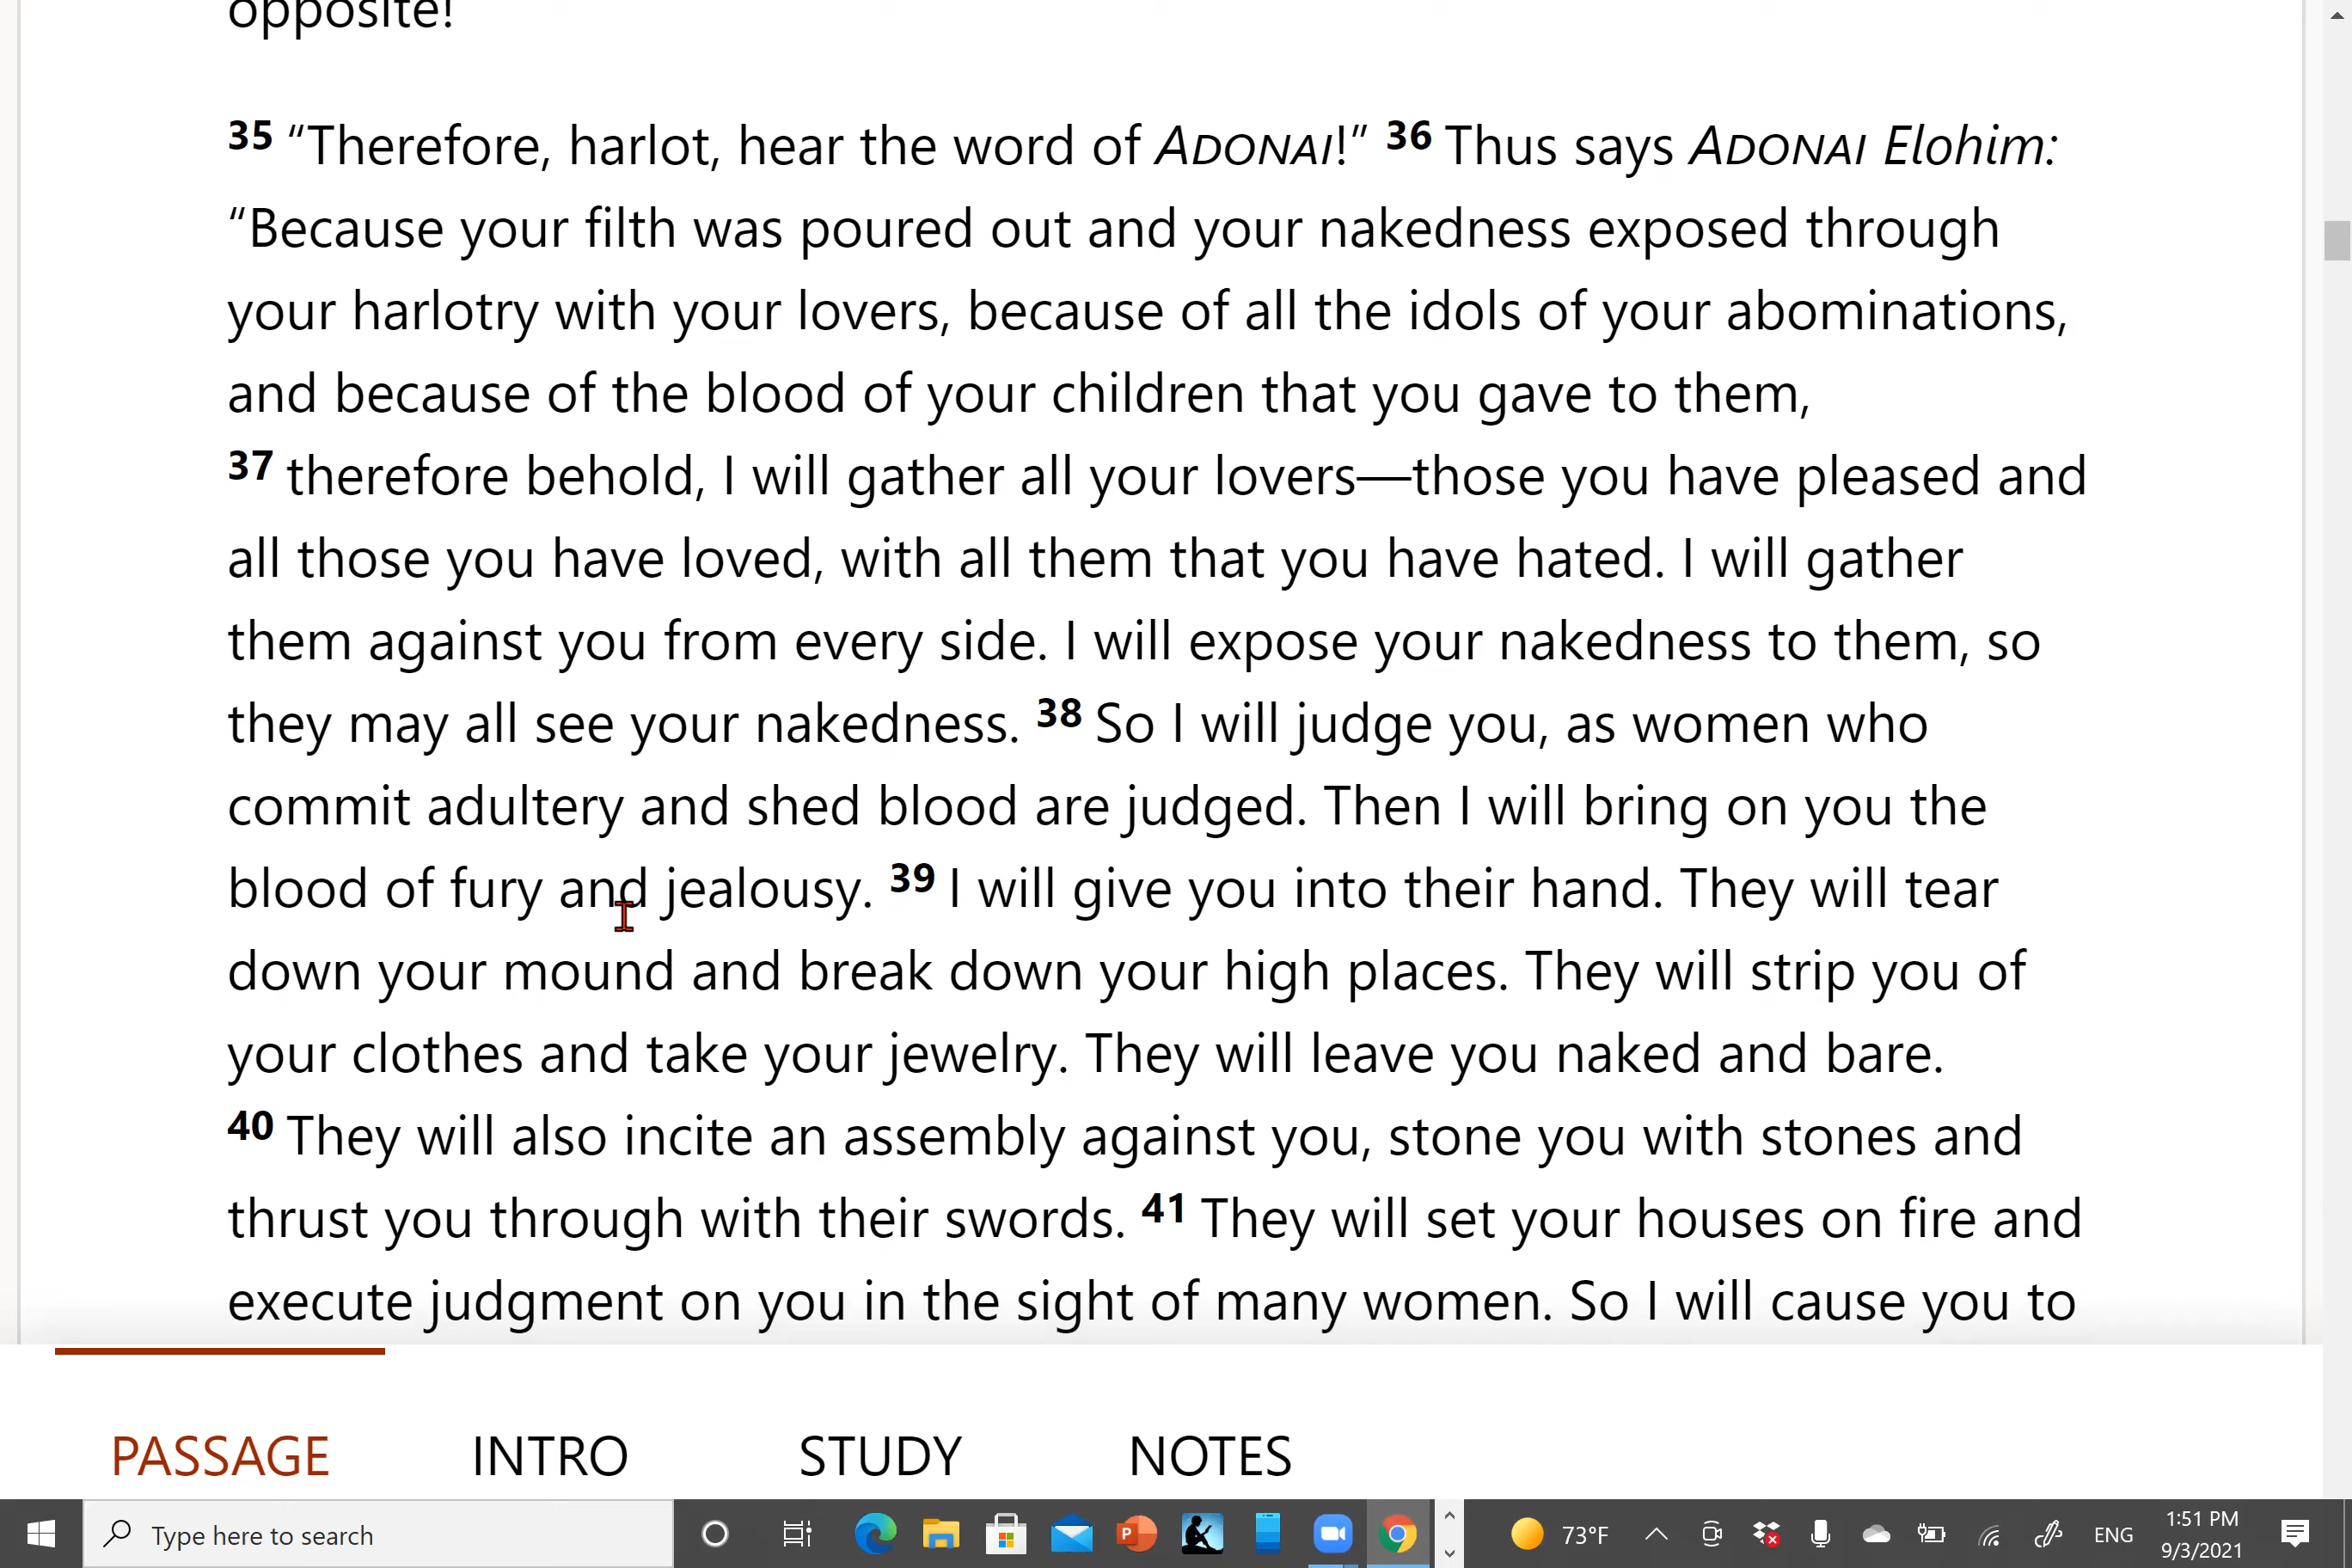 opposite!
35 “Therefore, harlot, hear the word of ADONAI!” 36 Thus says ADONAI Elohim:
“Because your filth was poured out and your nakedness exposed through
your harlotry with your lovers, because of all the idols of your abominations,
and because of the blood of your children that you gave to them,
37 therefore behold, I will gather all your lovers—those you have pleased and
all those you have loved, with all them that you have hated. I will gather
them against you from every side. I will expose your nakedness to them, so
they may all see your nakedness. 38 So I will judge you, as women who
commit adultery and shed blood are judged. Then I will bring on you the
blood of fury and jealousy. 39 I will give you into their hand. They will tear
down your mound and break down your high places. They will strip you of
your clothes and take your jewelry. They will leave you naked and bare.
40 They will also incite an assembly against you, stone you with stones and
thrust you through with their swords. 41 They will set your houses on fire and
execute judgment on you in the sight of many women. So I will cause you to
PASSAGE INTRO STUDY NOTES
Type here to search P 73°F ENG 1:51 PM
9/3/2021